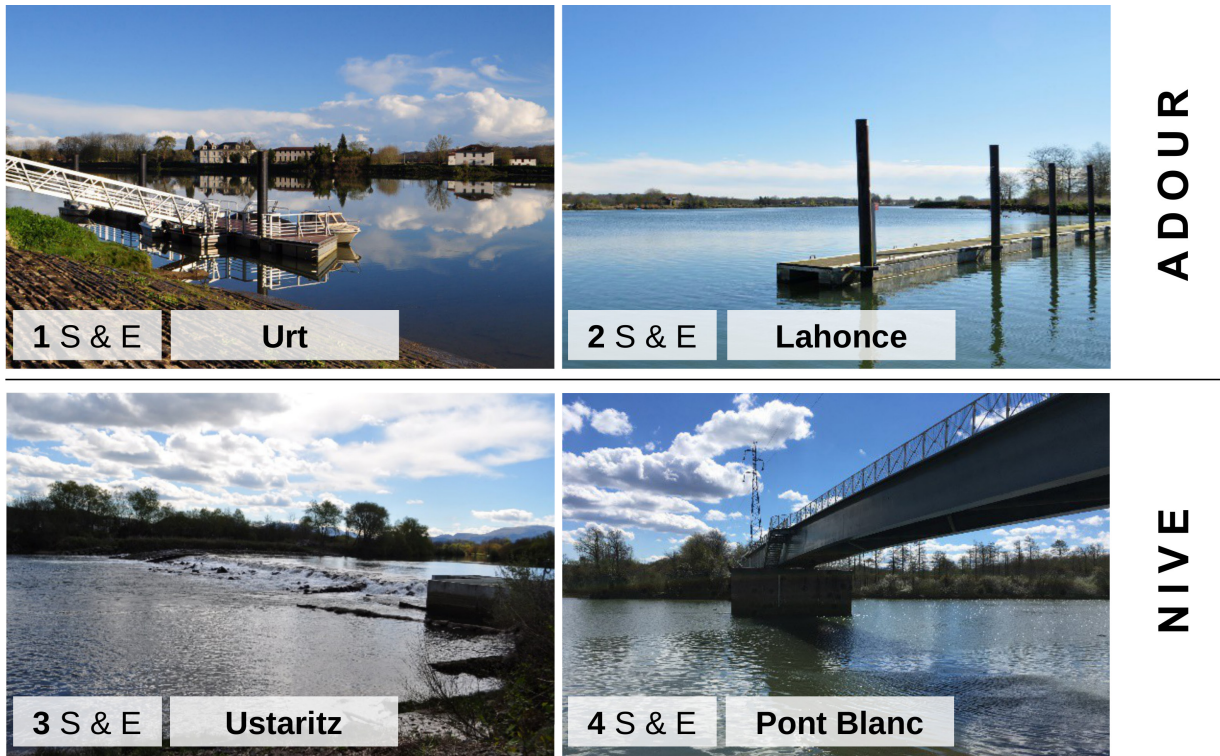 1 S & E
Urt
2 S & E
Lahonce
ADOUR
3 S & E
Ustaritz
4 S & E
Pont Blanc
NIVE